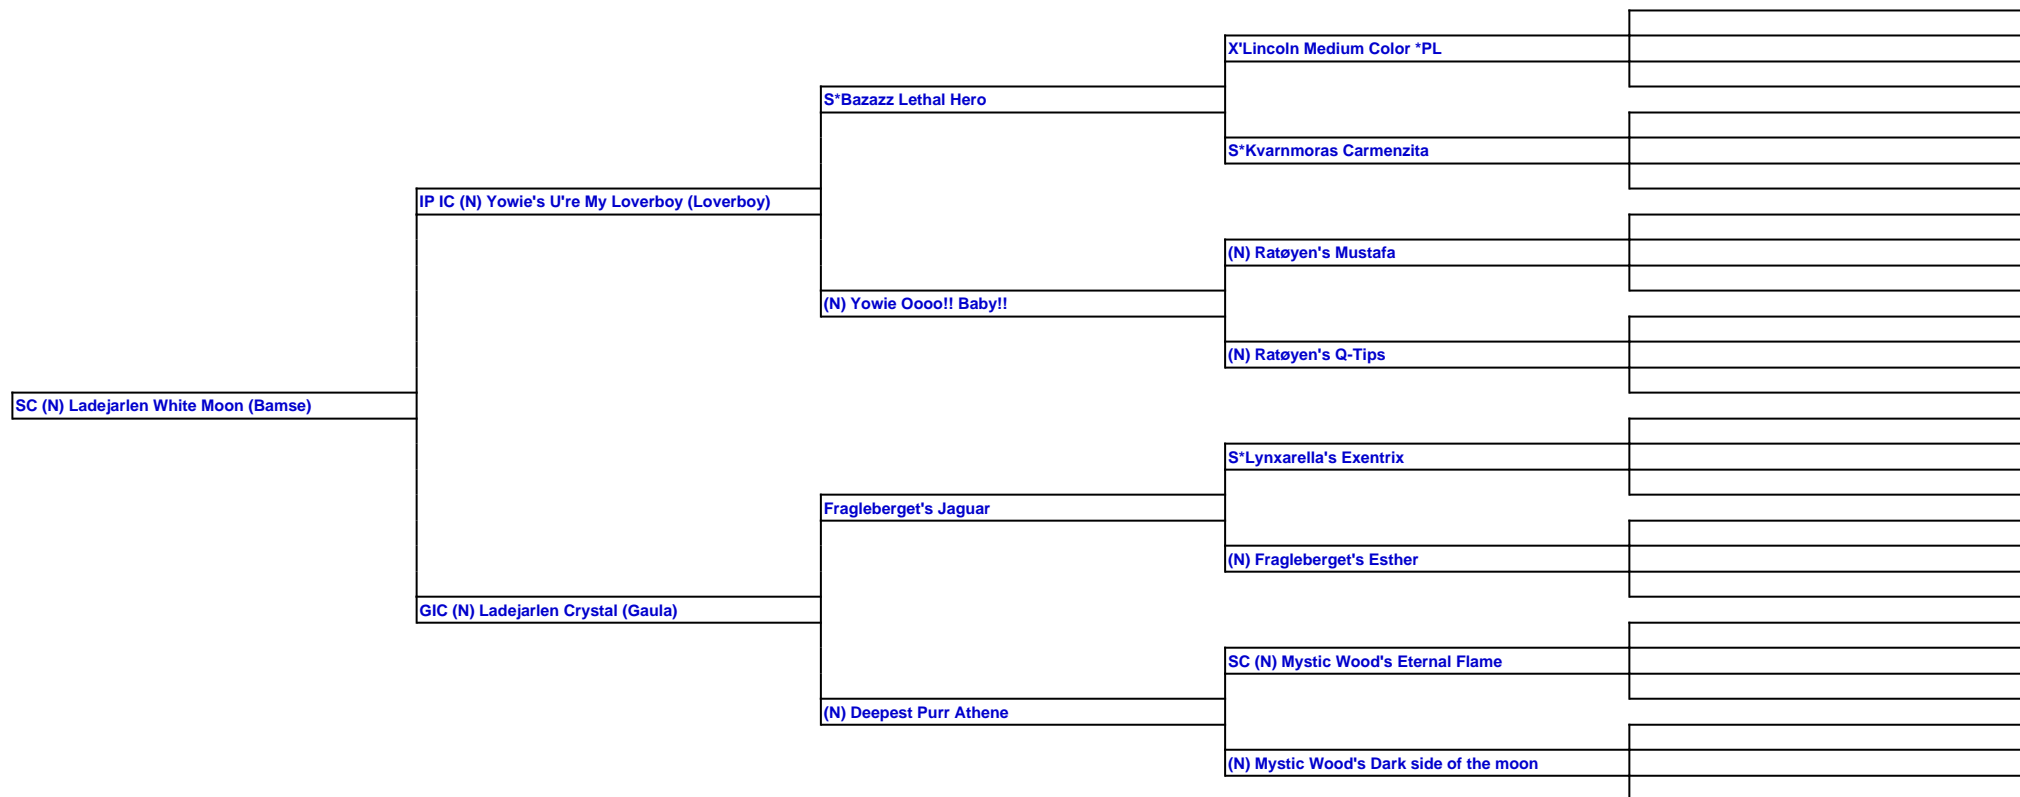 X'Lincoln Medium Color *PL
S*Bazazz Lethal Hero
S*Kvarnmoras Carmenzita
IP IC (N) Yowie's U're My Loverboy (Loverboy)
(N) Ratøyen's Mustafa
(N) Yowie Oooo!! Baby!!
(N) Ratøyen's Q-Tips
SC (N) Ladejarlen White Moon (Bamse)
S*Lynxarella's Exentrix
Fragleberget's Jaguar
(N) Fragleberget's Esther
GIC (N) Ladejarlen Crystal (Gaula)
SC (N) Mystic Wood's Eternal Flame
(N) Deepest Purr Athene
(N) Mystic Wood's Dark side of the moon